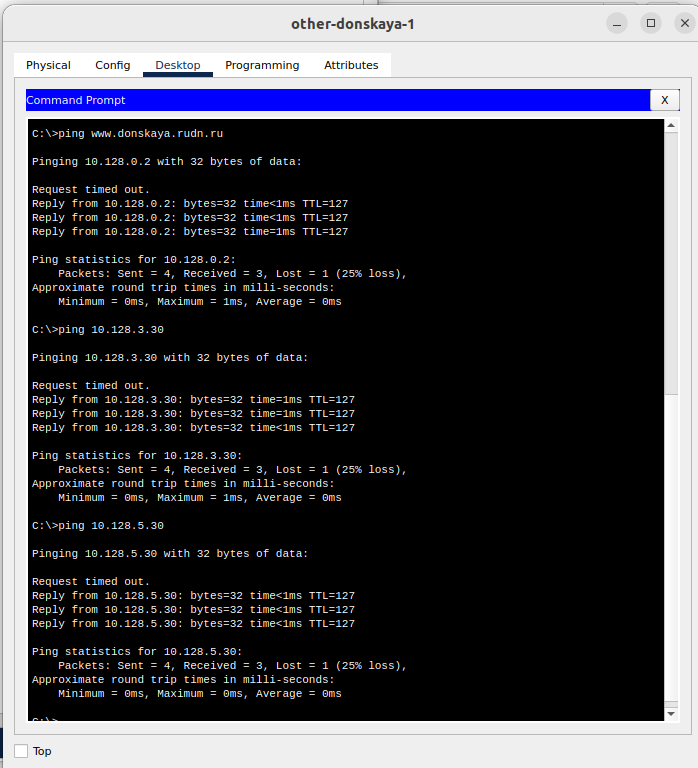 other-donskaya-1
Physical Config Desktop Programming Attributes
Command Prompt X
C:\>ping www.donskaya.rudn.ru
Pinging 10.128.0.2 with 32 bytes of data:
Request timed out.
Reply from 10.128.0.2: bytes=32 time<1ms TTL=127
Reply from 10.128.0.2: bytes=32 time<1ms TTL=127
Reply from 10.128.0.2: bytes=32 time=1ms TTL=127
Ping statistics for 10.128.0.2:
    Packets: Sent = 4, Received = 3, Lost = 1 (25% loss),
Approximate round trip times in milli-seconds:
    Minimum = 0ms, Maximum = 1ms, Average = 0ms
C:\>ping 10.128.3.30
Pinging 10.128.3.30 with 32 bytes of data:
Request timed out.
Reply from 10.128.3.30: bytes=32 time=1ms TTL=127
Reply from 10.128.3.30: bytes=32 time=1ms TTL=127
Reply from 10.128.3.30: bytes=32 time<1ms TTL=127
Ping statistics for 10.128.3.30:
    Packets: Sent = 4, Received = 3, Lost = 1 (25% loss),
Approximate round trip times in milli-seconds:
    Minimum = 0ms, Maximum = 1ms, Average = 0ms
C:\>ping 10.128.5.30
Pinging 10.128.5.30 with 32 bytes of data:
Request timed out.
Reply from 10.128.5.30: bytes=32 time<1ms TTL=127
Reply from 10.128.5.30: bytes=32 time<1ms TTL=127
Reply from 10.128.5.30: bytes=32 time<1ms TTL=127
Ping statistics for 10.128.5.30:
    Packets: Sent = 4, Received = 3, Lost = 1 (25% loss),
Approximate round trip times in milli-seconds:
    Minimum = 0ms, Maximum = 0ms, Average = 0ms
C:\>
Top